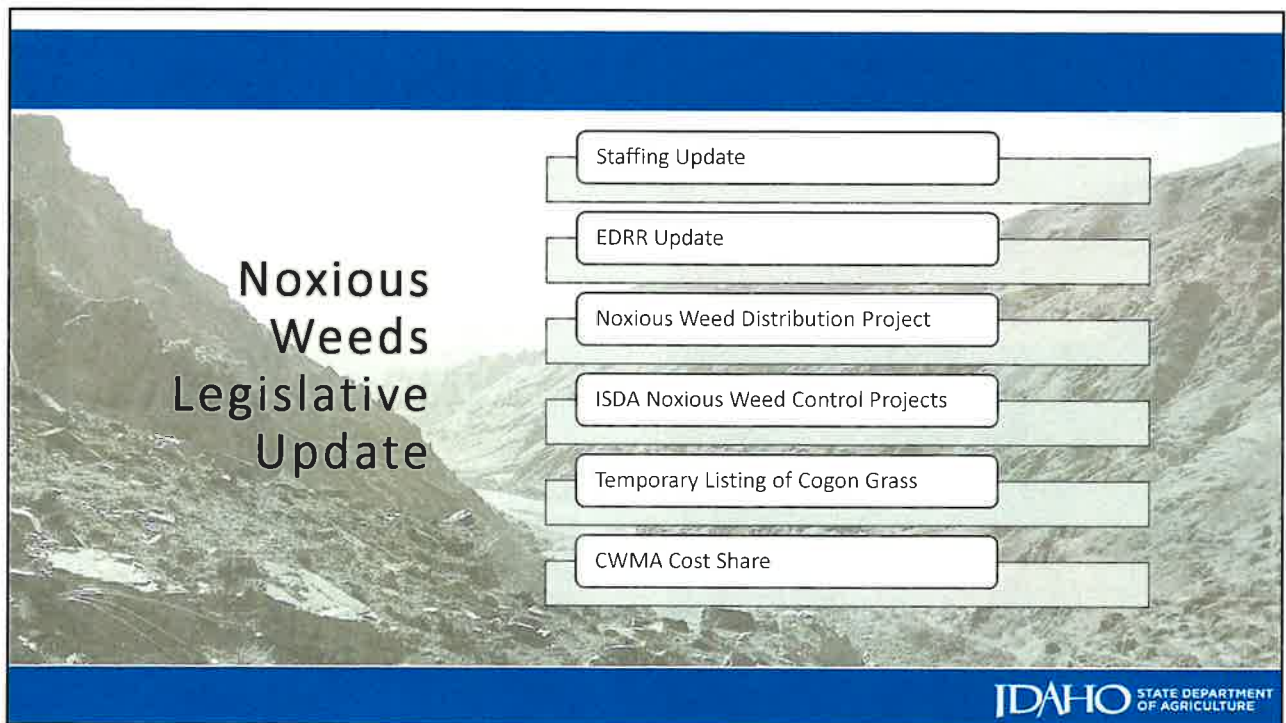 Noxious
Weeds
Legislative
Update
Staffing Update
EDRR Update
Noxious Weed Distribution Project
ISDA Noxious Weed Control Projects
Temporary Listing of Cogon Grass
CWMA Cost Share
IDAHO STATE DEPARTMENT
OF AGRICULTURE